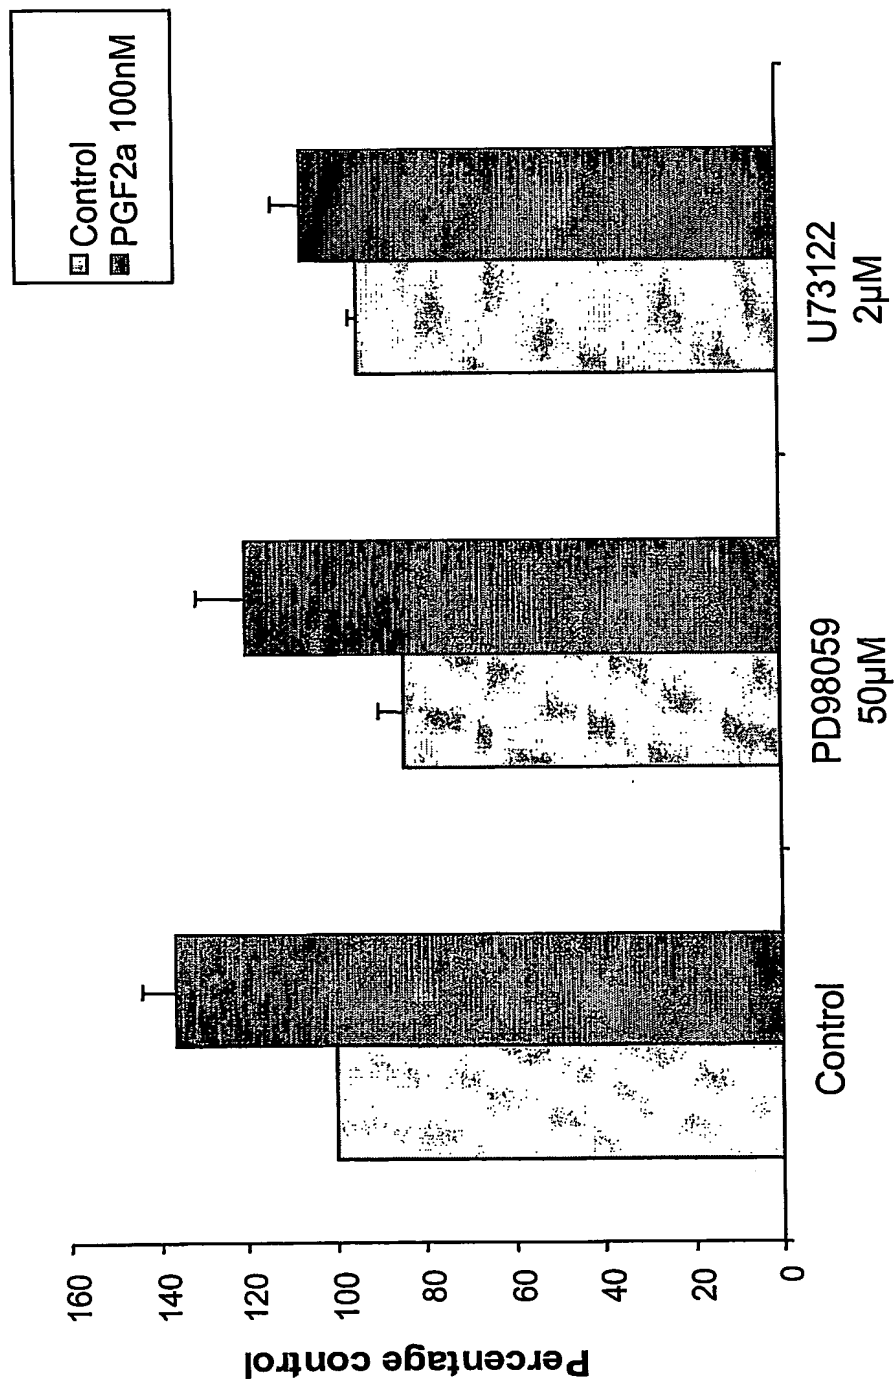 Control
PGF2a 100nM
Percentage control
160
140
120
100
80
60
40
20
0
Control
PD98059
50µM
U73122
2µM